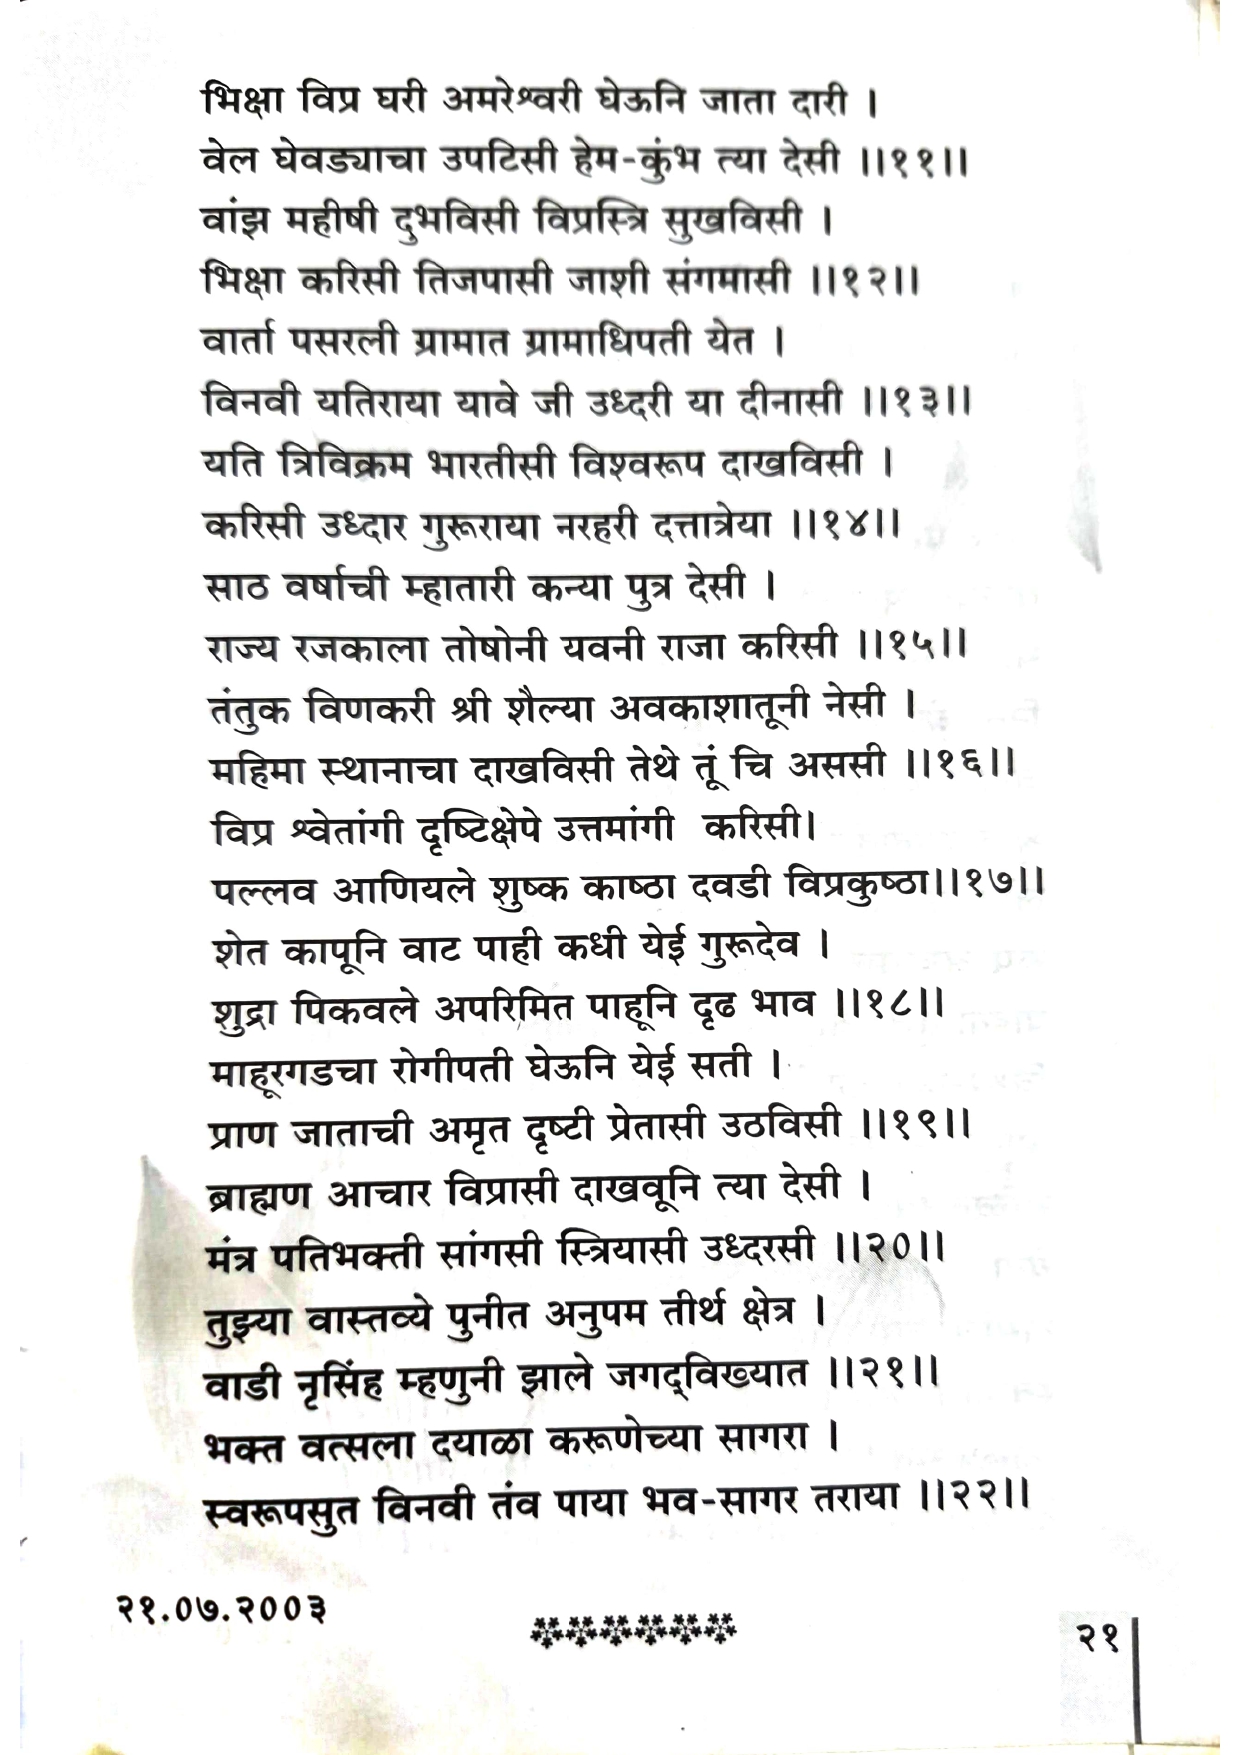 भिक्षा विप्र घरी अमरेश्वरी घेऊनि जाता दारी ।
वेल घेवड्याचा उपटिसी हेम-कुंभ त्या देसी ।।११।।
वांझ महीषी दुभविसी विप्रस्त्रि सुखविसी ।
भिक्षा करिसी तिजपासी जाशी संगमासी ।।१२।।
वार्ता पसरली ग्रामात ग्रामाधिपती येत ।
विनवी यतिराया यावे जी उध्दरी या दीनासी ।।१३।।
यति त्रिविक्रम भारतीसी विश्वरूप दाखविसी ।
करिसी उध्दार गुरूराया नरहरी दत्तात्रेया ।।१४।।
साठ वर्षाची म्हातारी कन्या पुत्र देसी ।
राज्य रजकाला तोषोनी यवनी राजा करिसी ।।१५।।
तंतुक विणकरी श्री शैल्या अवकाशातूनी नेसी ।
महिमा स्थानाचा दाखविसी तेथे तूं चि अससी ।।१६।।
विप्र श्वेतांगी दृष्टिक्षेपे उत्तमांगी करिसी।
पल्लव आणियले शुष्क काष्ठा दवडी विप्रकुष्ठा।।१७।।
शेत कापूनि वाट पाही कधी येई गुरूदेव ।
शुद्रा पिकवले अपरिमित पाहूनि दृढ भाव ।।१८।।
माहूरगडचा रोगीपती घेऊनि येई सती ।
प्राण जाताची अमृत दृष्टी प्रेतासी उठविसी ।।१९।।
ब्राह्मण आचार विप्रासी दाखवूनि त्या देसी ।
मंत्र पतिभक्ती सांगसी स्त्रियासी उध्दरसी ।।२०।।
तुझ्या वास्तव्ये पुनीत अनुपम तीर्थ क्षेत्र ।
वाडी नृसिंह म्हणुनी झाले जगद्‌विख्यात ।।२१।।
भक्त वत्सला दयाळा करूणेच्या सागरा ।
स्वरूपसुत विनवी तंव पाया भव-सागर तराया ।।२२।।
२१.०७.२००३
२१